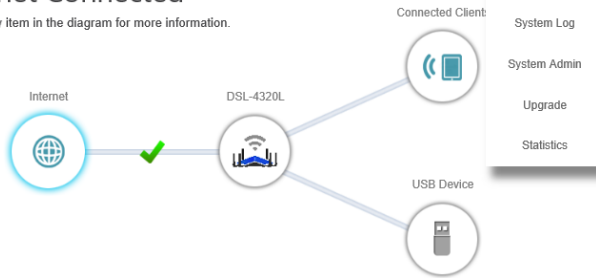 Connected
y item in the diagram for more information.
Connected Clients
System Log
System Admin
Upgrade
Statistics
Internet
DSL-4320L
USB Device